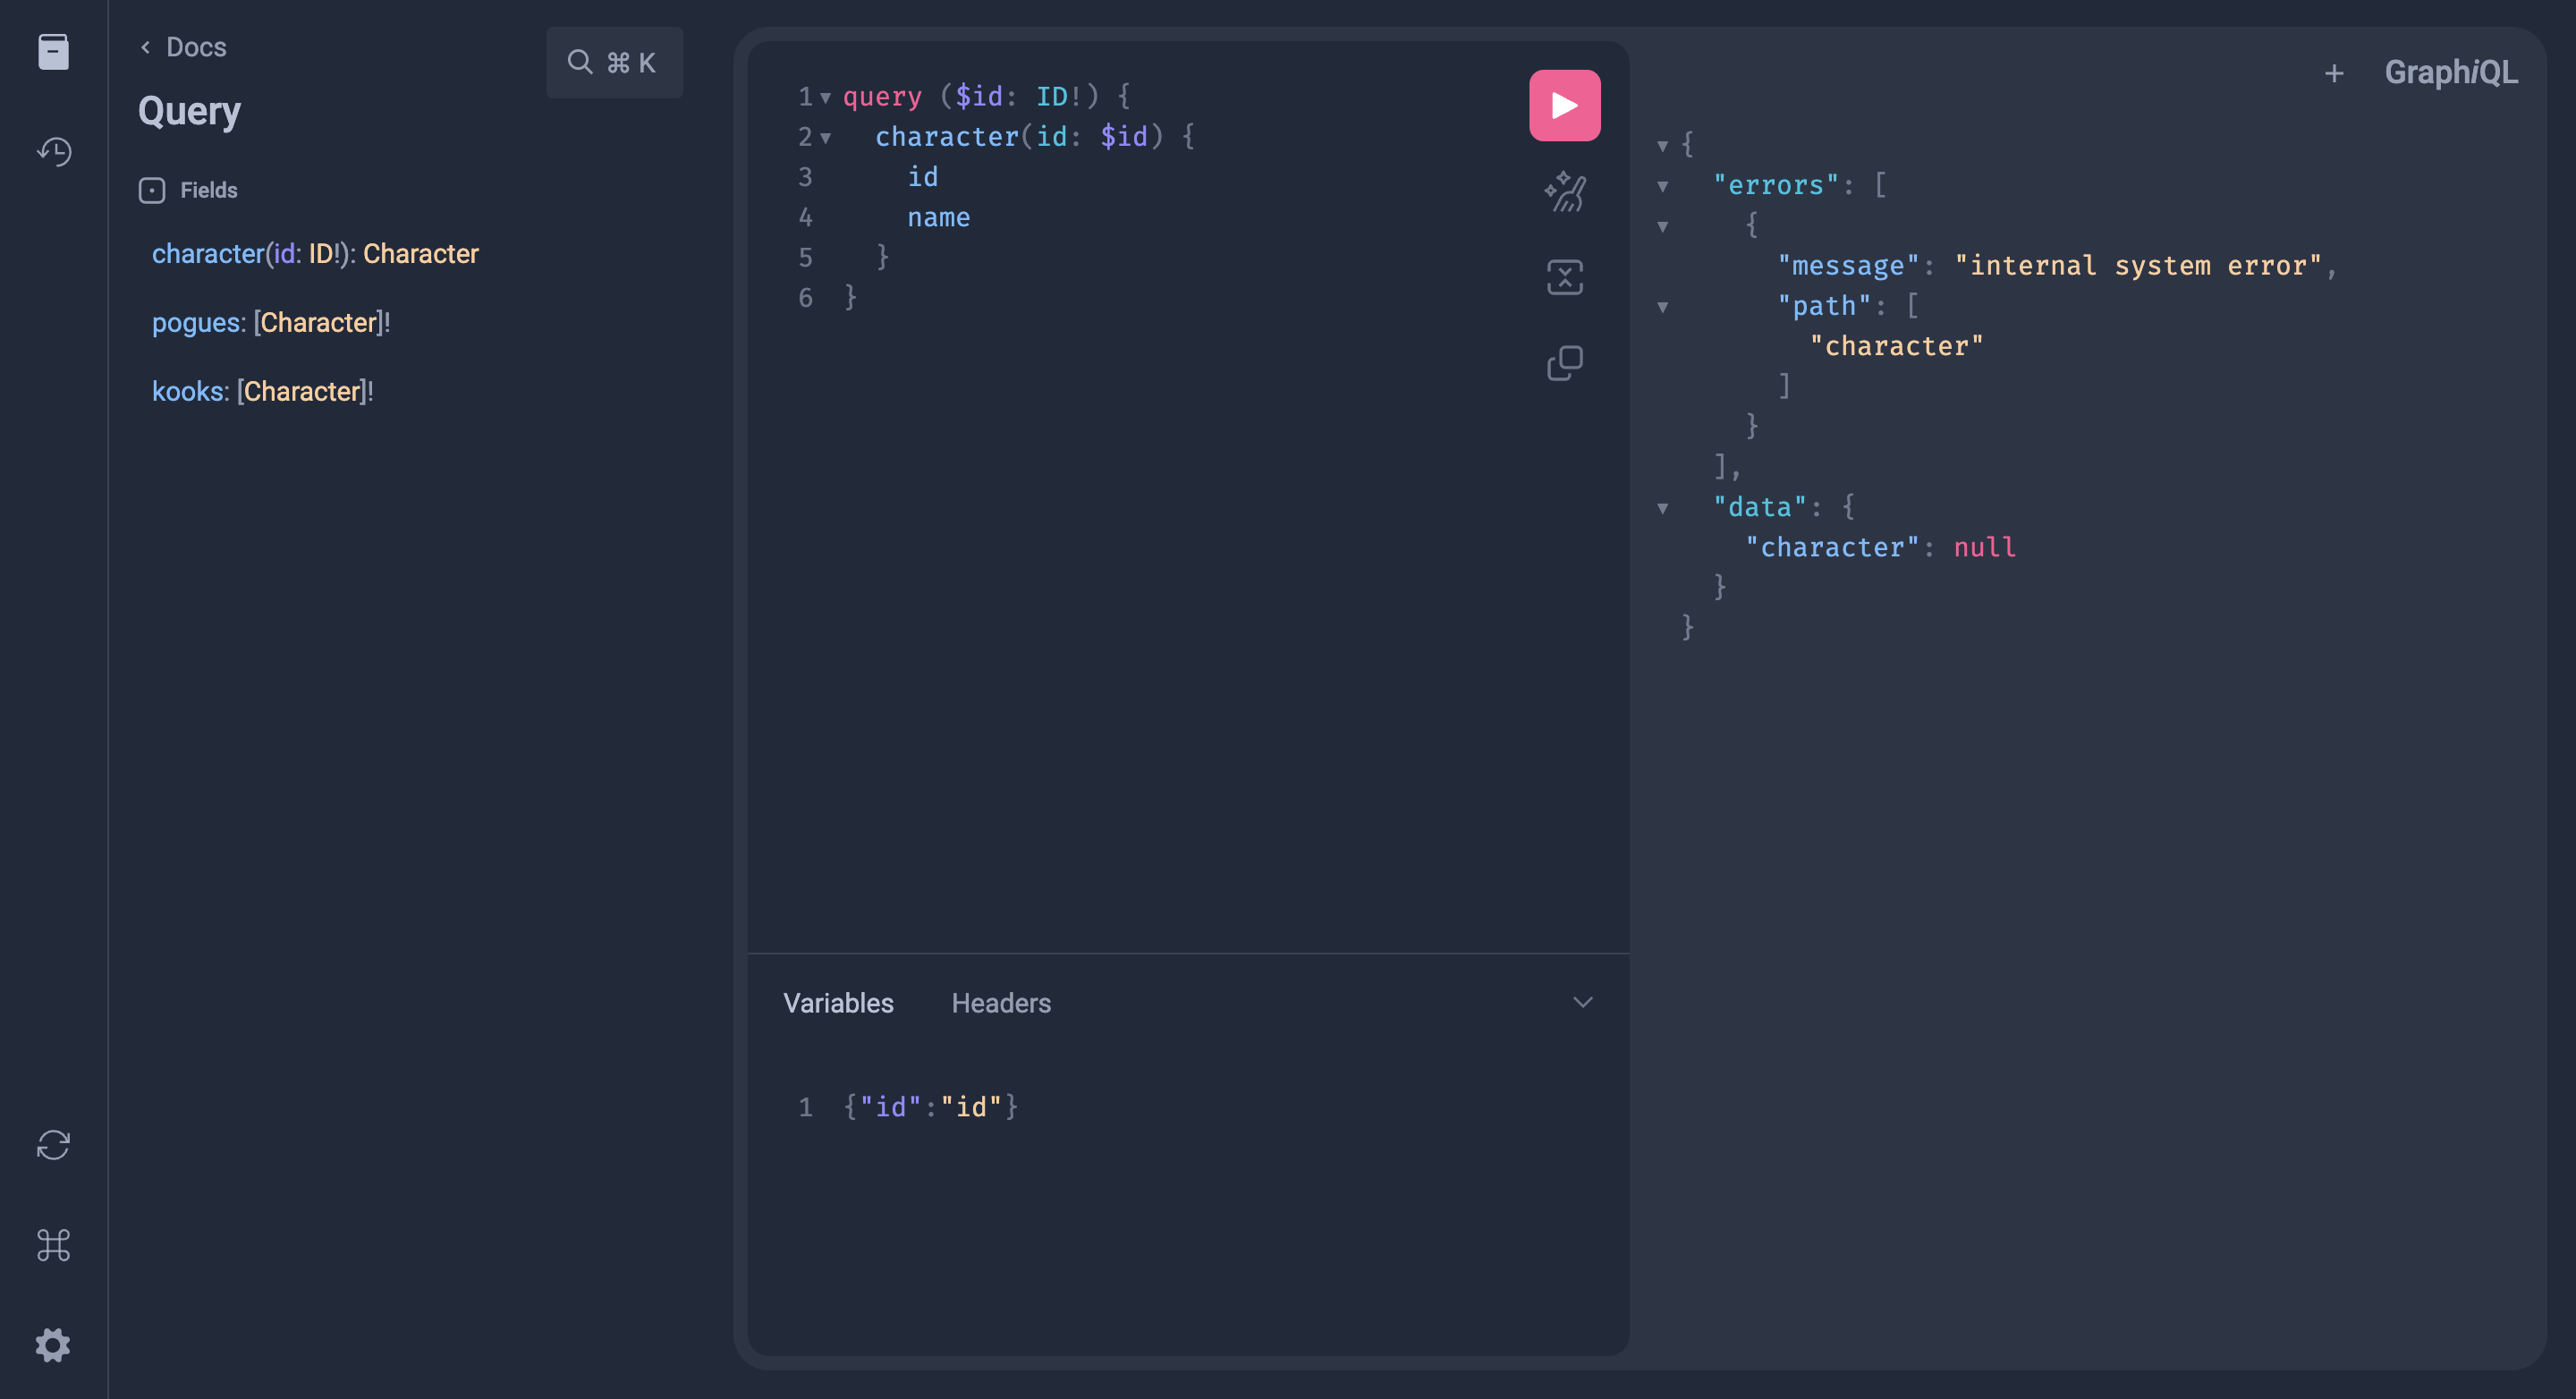 Docs
⌘ K
Query
Fields
character(id: ID!): Character
pogues: [Character]!
kooks: [Character]!
1 query ($id: ID!) {
2 character(id: $id) {
3 id
4 name
5 }
6 }
Variables Headers
1 {"id":"id"}
+ GraphiQL
{
"errors": [
{
"message": "internal system error",
"path": [
"character"
]
}
],
"data": {
"character": null
}
}